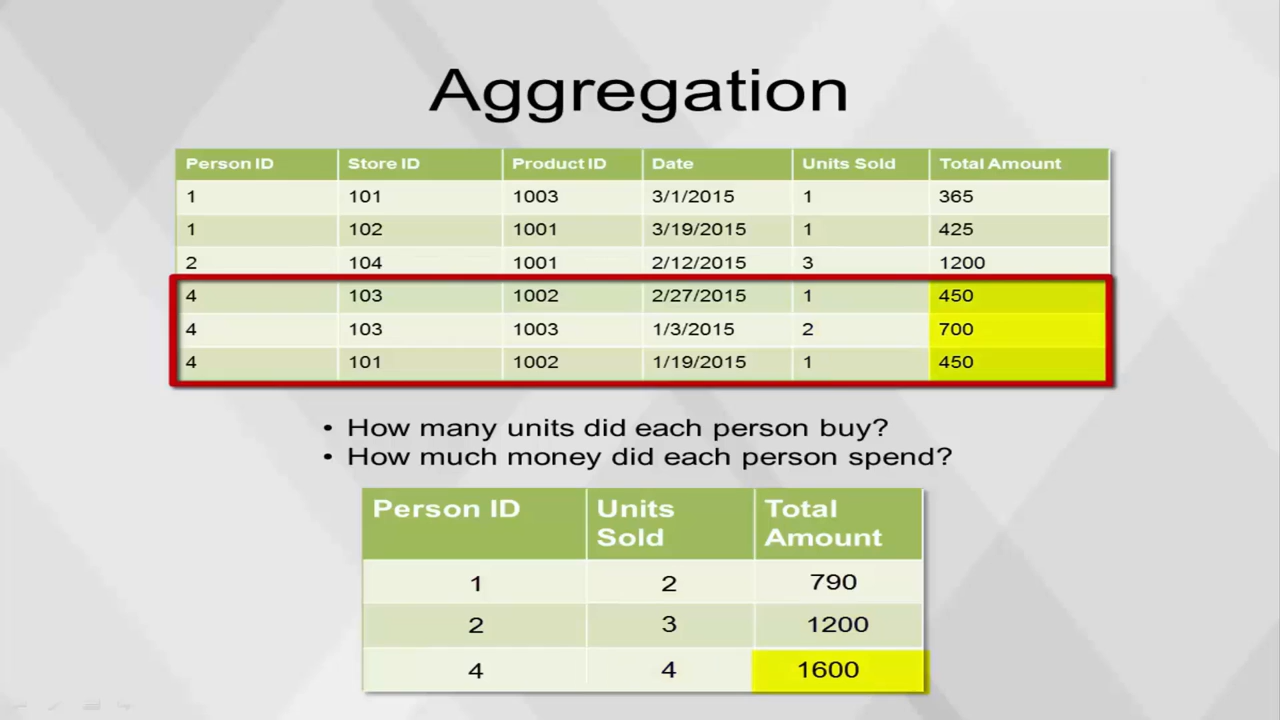 Aggregation
Person ID Store ID Product ID Date Units Sold Total Amount
1 101 1003 3/1/2015 1 365
1 102 1001 3/19/2015 1 425
2 104 1001 2/12/2015 3 1200
4 103 1002 2/27/2015 1 450
4 103 1003 1/3/2015 2 700
4 101 1002 1/19/2015 1 450
• How many units did each person buy?
• How much money did each person spend?
Person ID Units Total
Sold Amount
1 2 790
2 3 1200
4 4 1600